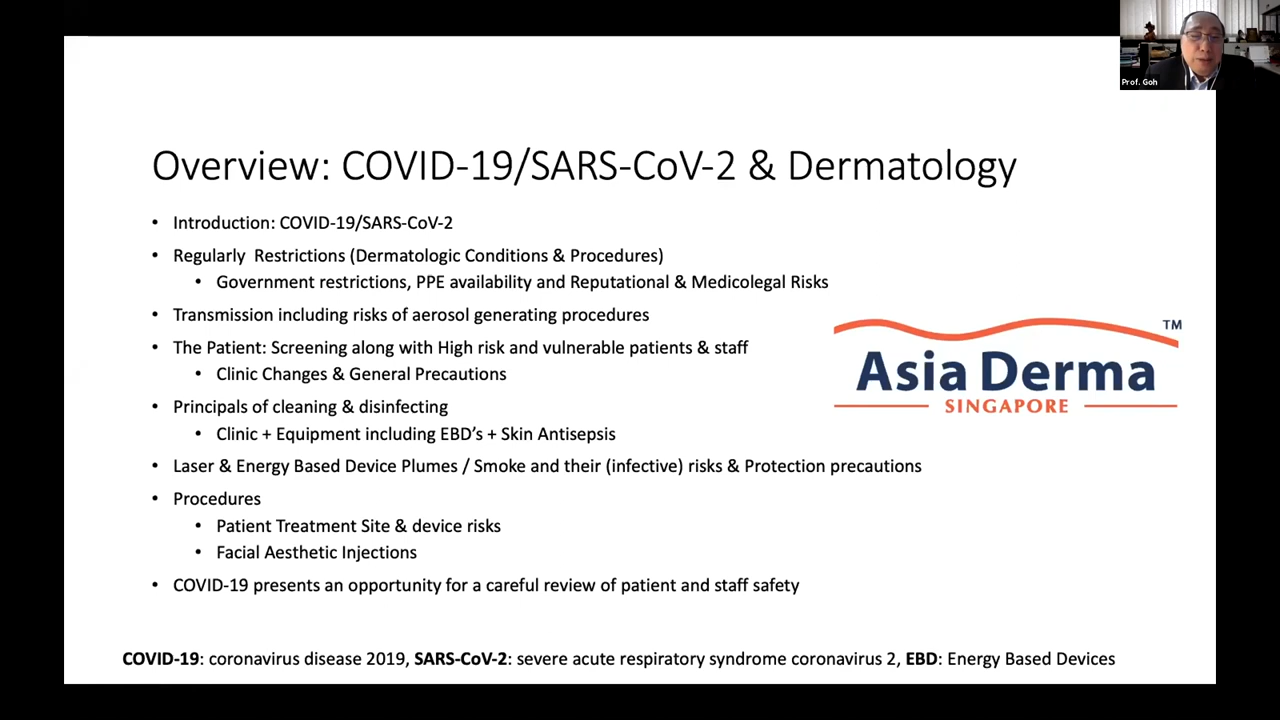 Prof. Goh
Overview: COVID-19/SARS-CoV-2 & Dermatology
• Introduction: COVID-19/SARS-CoV-2
• Regularly  Restrictions (Dermatologic Conditions & Procedures)
• Government restrictions, PPE availability and Reputational & Medicolegal Risks
• Transmission including risks of aerosol generating procedures
• The Patient: Screening along with High risk and vulnerable patients & staff
• Clinic Changes & General Precautions
• Principals of cleaning & disinfecting
• Clinic + Equipment including EBD’s + Skin Antisepsis
• Laser & Energy Based Device Plumes / Smoke and their (infective) risks & Protection precautions
• Procedures
• Patient Treatment Site & device risks
• Facial Aesthetic Injections
• COVID-19 presents an opportunity for a careful review of patient and staff safety
TM
Asia Derma
SINGAPORE
COVID-19: coronavirus disease 2019, SARS-CoV-2: severe acute respiratory syndrome coronavirus 2, EBD: Energy Based Devices